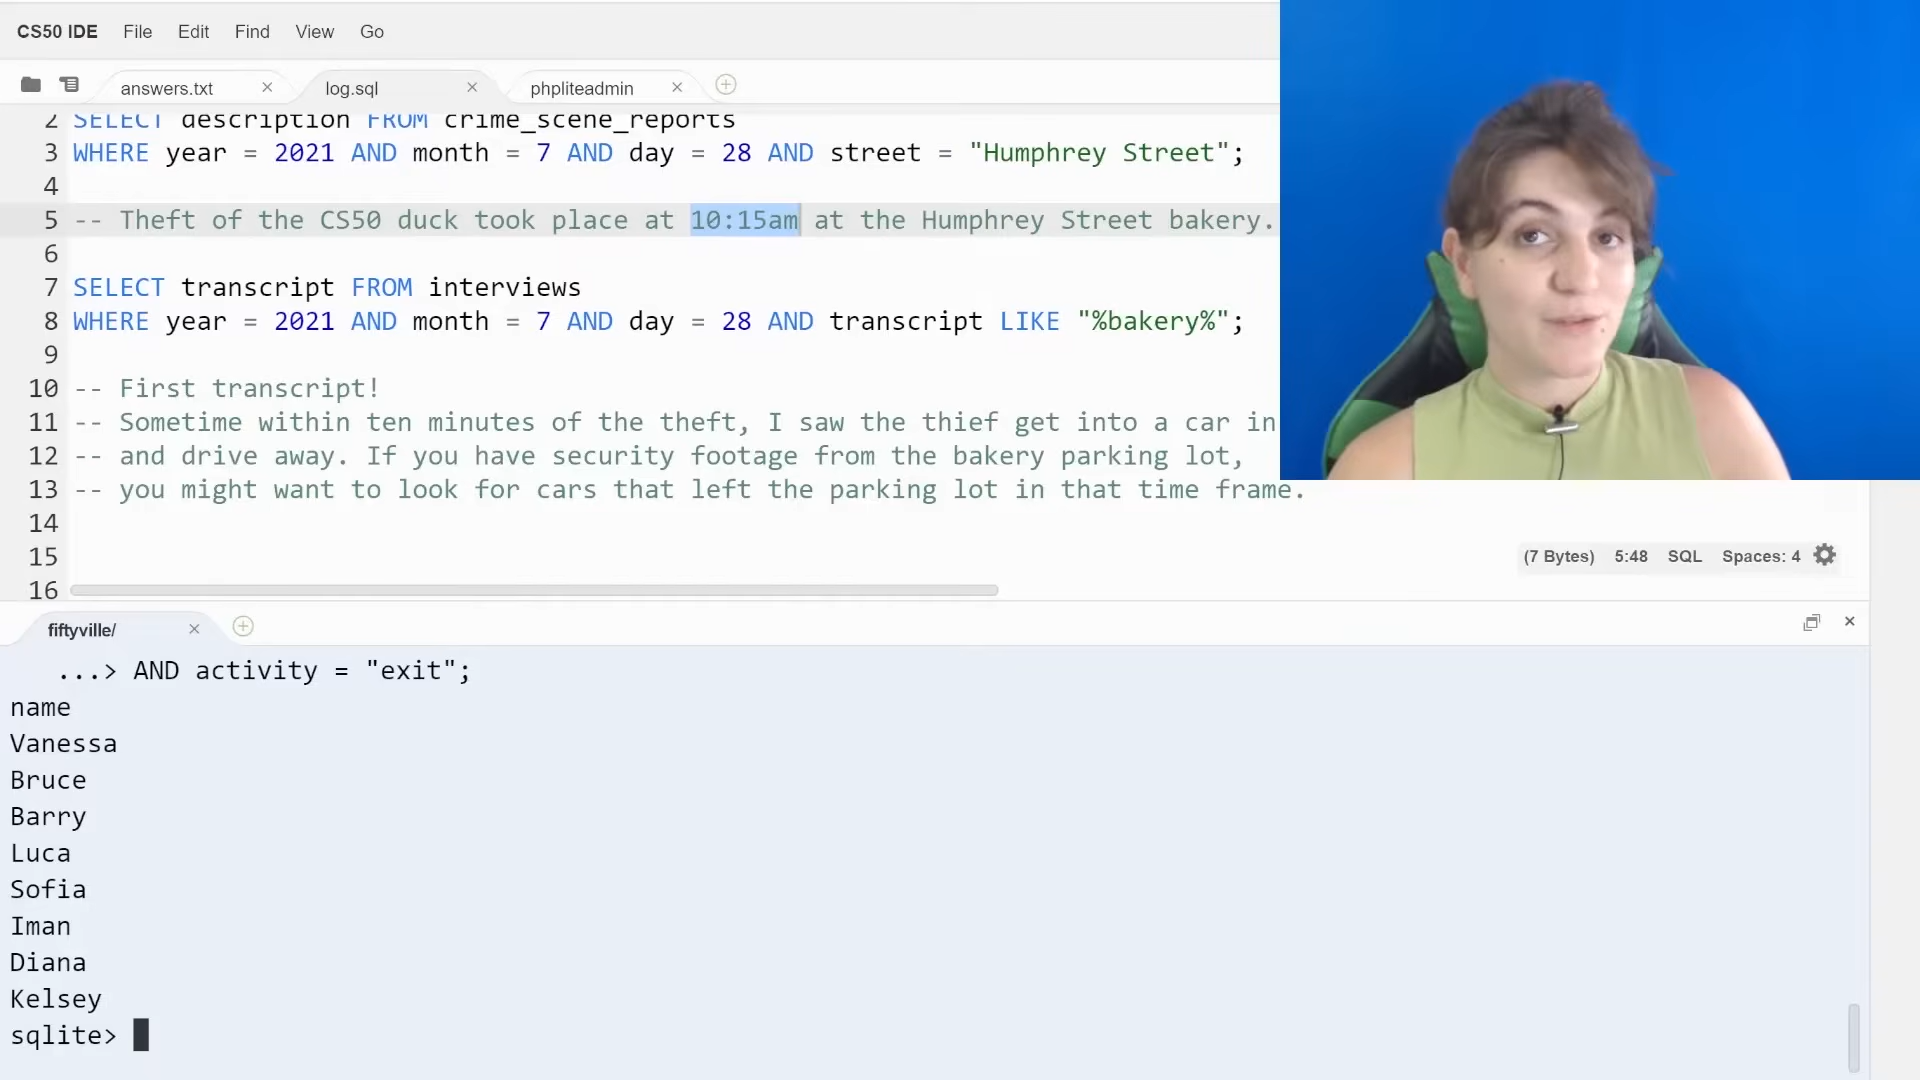 CS50 IDE File Edit Find View Go
answers.txt log.sql phpliteadmin
2 SELECT description FROM crime_scene_reports
3 WHERE year = 2021 AND month = 7 AND day = 28 AND street = "Humphrey Street";
4
5 -- Theft of the CS50 duck took place at 10:15am at the Humphrey Street bakery.
6
7 SELECT transcript FROM interviews
8 WHERE year = 2021 AND month = 7 AND day = 28 AND transcript LIKE "%bakery%";
9
10 -- First transcript!
11 -- Sometime within ten minutes of the theft, I saw the thief get into a car in
12 -- and drive away. If you have security footage from the bakery parking lot,
13 -- you might want to look for cars that left the parking lot in that time frame.
14
15
16
(7 Bytes) 5:48 SQL Spaces: 4
fiftyville/
...> AND activity = "exit";
name
Vanessa
Bruce
Barry
Luca
Sofia
Iman
Diana
Kelsey
sqlite>